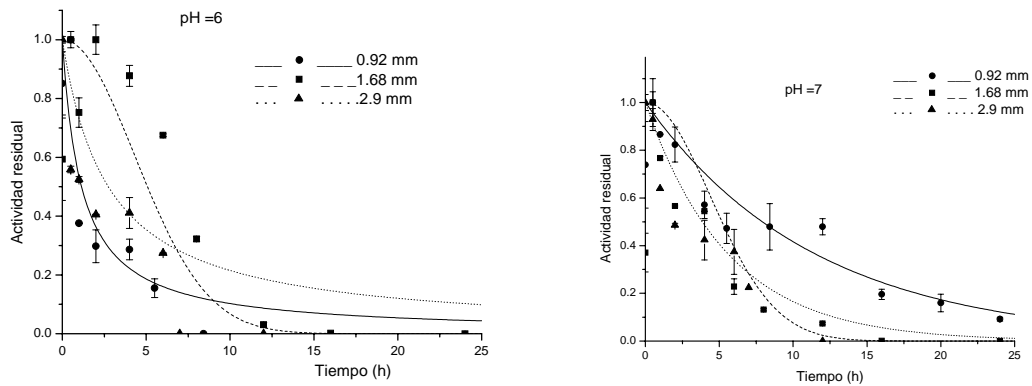 pH =6
0.92 mm
1.68 mm
2.9 mm
1.0
0.8
0.6
0.4
0.2
0.0
Actividad residual
0 5 10 15 20 25
Tiempo (h)
pH =7
0.92 mm
1.68 mm
2.9 mm
1.0
0.8
0.6
0.4
0.2
0.0
Actividad residual
0 5 10 15 20 25
Tiempo (h)